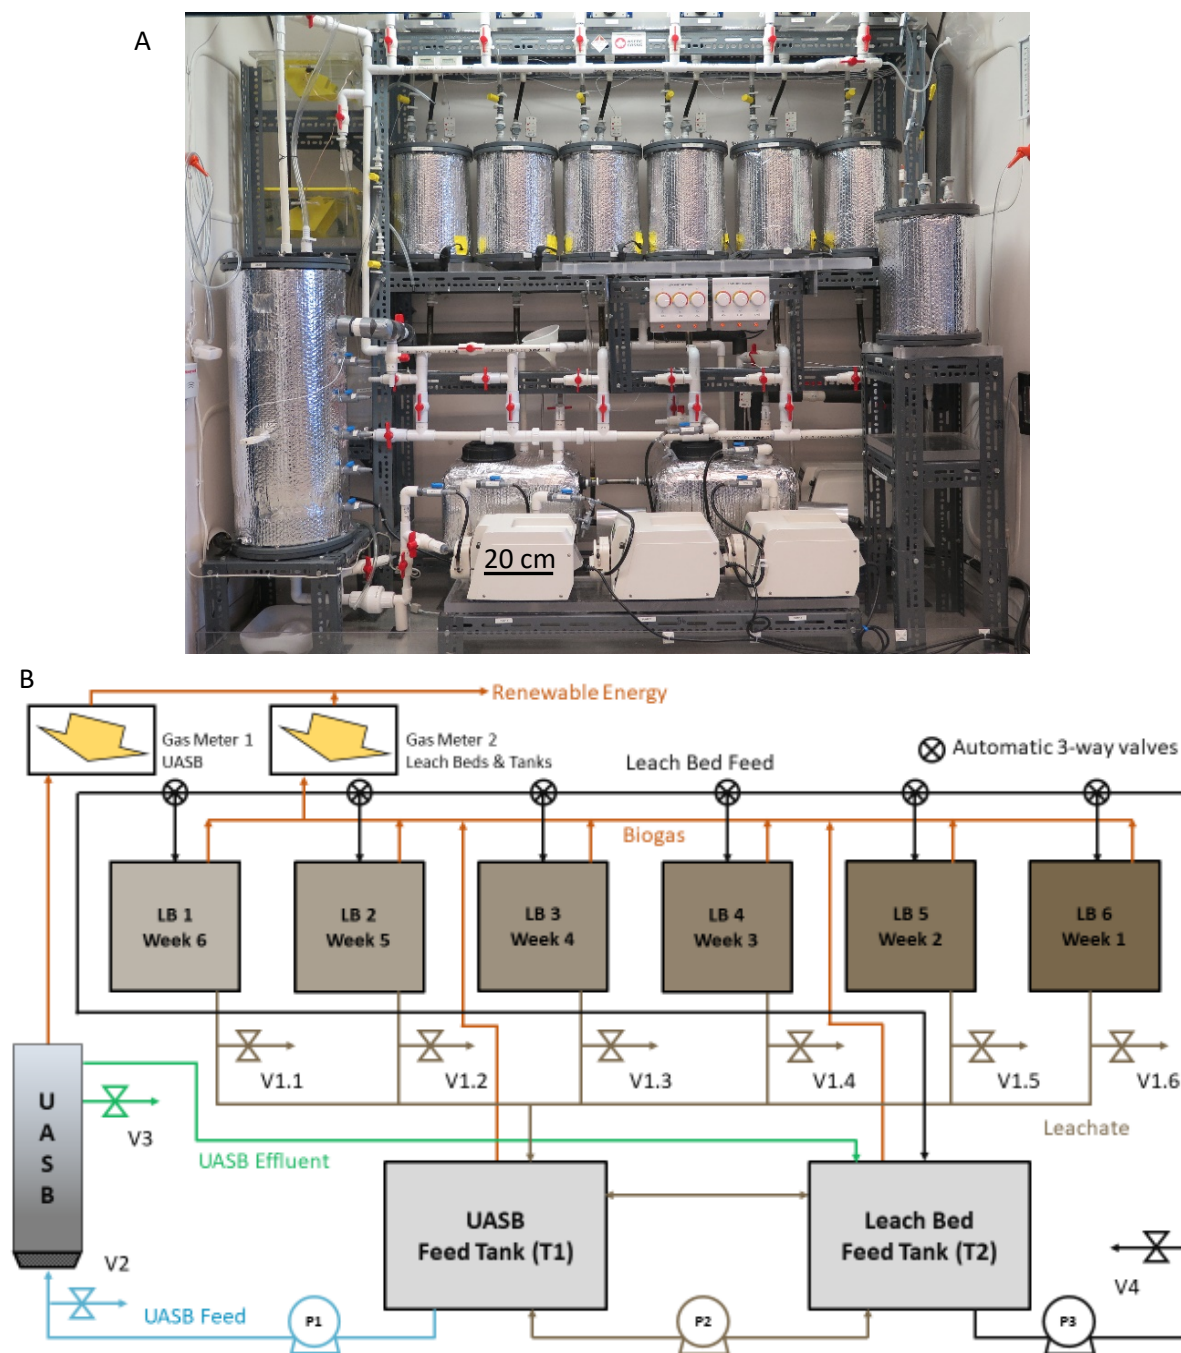 A
20 cm
B
Renewable Energy
Gas Meter 1
UASB
Gas Meter 2
Leach Beds & Tanks
Leach Bed Feed
Automatic 3-way valves
Biogas
LB 1
Week 6
LB 2
Week 5
LB 3
Week 4
LB 4
Week 3
LB 5
Week 2
LB 6
Week 1
V1.1
V1.2
V1.3
V1.4
V1.5
V1.6
Leachate
U
A
S
B
V3
UASB Effluent
UASB
Feed Tank (T1)
Leach Bed
Feed Tank (T2)
V2
V4
UASB Feed
P1
P2
P3